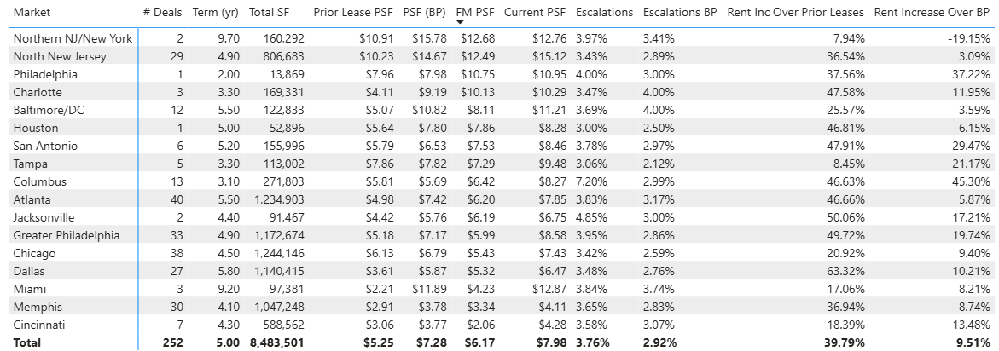 Market # Deals Term (yr) Total SF Prior Lease PSF PSF (BP) FM PSF Current PSF Escalations Escalations BP Rent Inc Over Prior Leases Rent Increase Over BP
Northern NJ/New York 2 9.70 160,292 $10.91 $15.78 $12.68 $12.76 3.97% 3.41% 7.94% -19.15%
North New Jersey 29 4.90 806,683 $10.23 $14.67 $12.49 $15.12 3.43% 2.89% 36.54% 3.09%
Philadelphia 1 2.00 13,869 $7.96 $7.98 $10.75 $10.95 4.00% 3.00% 37.56% 37.22%
Charlotte 3 3.30 169,331 $4.11 $9.19 $10.13 $10.29 3.47% 4.00% 47.58% 11.95%
Baltimore/DC 12 5.50 122,833 $5.07 $10.82 $8.11 $11.21 3.69% 4.00% 25.57% 3.59%
Houston 1 5.00 52,896 $5.64 $7.80 $7.86 $8.28 3.00% 2.50% 46.81% 6.15%
San Antonio 6 5.20 155,996 $5.79 $6.53 $7.53 $8.46 3.78% 2.97% 47.91% 29.47%
Tampa 5 3.30 113,002 $7.86 $7.82 $7.29 $9.48 3.06% 2.12% 8.45% 21.17%
Columbus 13 3.10 271,803 $5.81 $5.69 $6.42 $8.27 7.20% 2.99% 46.63% 45.30%
Atlanta 40 5.50 1,234,903 $4.98 $7.42 $6.20 $7.85 3.83% 3.17% 46.66% 5.87%
Jacksonville 2 4.40 91,467 $4.42 $5.76 $6.19 $6.75 4.85% 3.00% 50.06% 17.21%
Greater Philadelphia 33 4.90 1,172,674 $5.18 $7.17 $5.99 $8.58 3.95% 2.86% 49.72% 19.74%
Chicago 38 4.50 1,244,146 $6.13 $6.79 $5.43 $7.43 3.42% 2.59% 20.92% 9.40%
Dallas 27 5.80 1,140,415 $3.61 $5.87 $5.32 $6.47 3.48% 2.76% 63.32% 10.21%
Miami 3 9.20 97,381 $2.21 $11.89 $4.23 $12.87 3.84% 3.74% 17.06% 8.21%
Memphis 30 4.10 1,047,248 $2.91 $3.78 $3.34 $4.11 3.65% 2.83% 36.94% 8.74%
Cincinnati 7 4.30 588,562 $3.06 $3.77 $2.06 $4.28 3.58% 3.07% 18.39% 13.48%
Total 252 5.00 8,483,501 $5.25 $7.28 $6.17 $7.98 3.76% 2.92% 39.79% 9.51%